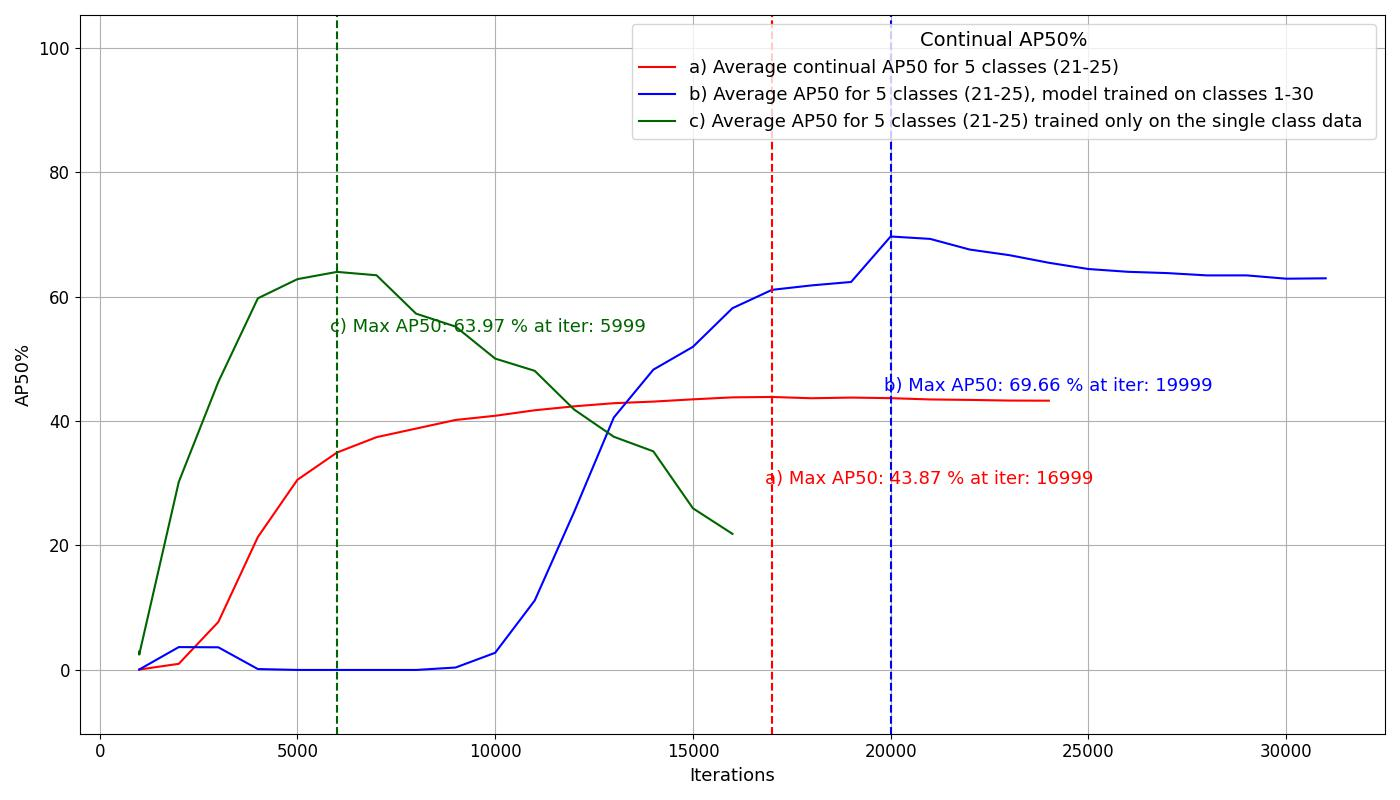 Continual AP50%
a) Average continual AP50 for 5 classes (21-25)
b) Average AP50 for 5 classes (21-25), model trained on classes 1-30
c) Average AP50 for 5 classes (21-25) trained only on the single class data
100
80
60
40
20
0
AP50%
c) Max AP50: 63.97 % at iter: 5999
b) Max AP50: 69.66 % at iter: 19999
a) Max AP50: 43.87 % at iter: 16999
0 5000 10000 15000 20000 25000 30000
Iterations